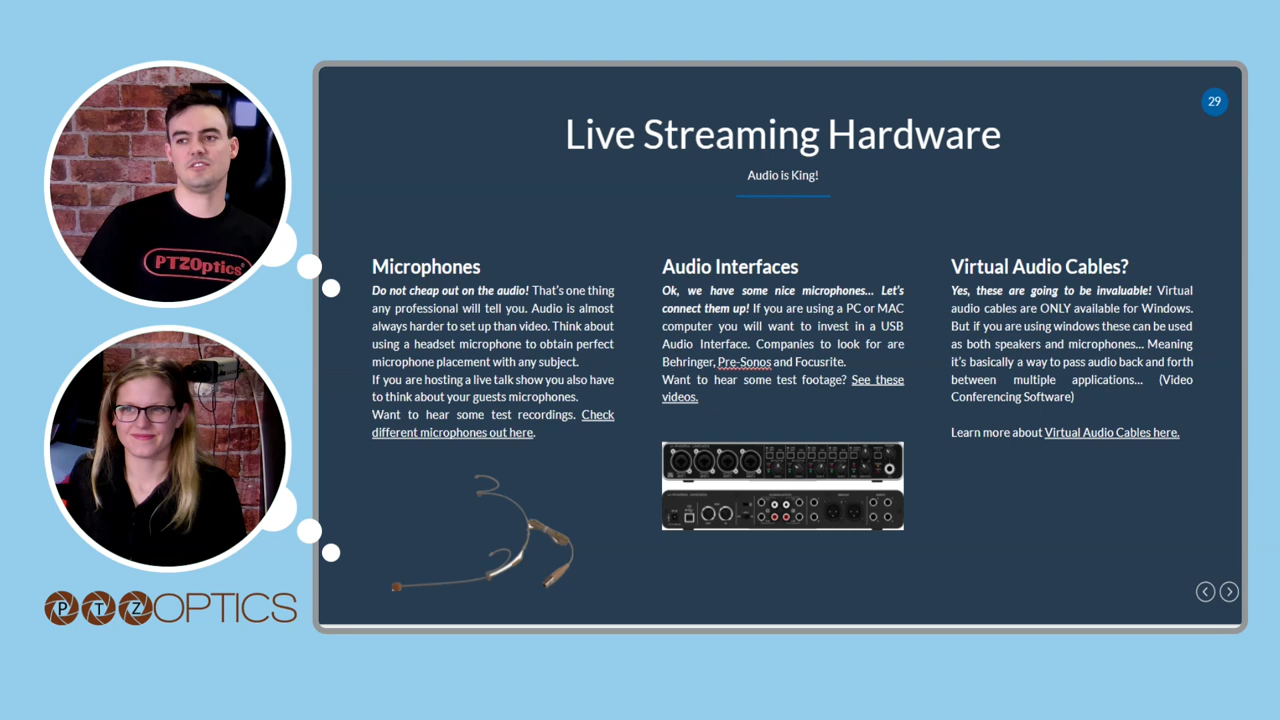 PTZOptics
PTZOPTICS
29
Live Streaming Hardware
Audio is King!
Microphones
Do not cheap out on the audio! That's one thing
any professional will tell you. Audio is almost
always harder to set up than video. Think about
using a headset microphone to obtain perfect
microphone placement with any subject.
If you are hosting a live talk show you also have
to think about your guests microphones.
Want to hear some test recordings. Check
different microphones out here.
Audio Interfaces
Ok, we have some nice microphones... Let's
connect them up! If you are using a PC or MAC
computer you will want to invest in a USB
Audio Interface. Companies to look for are
Behringer, Pre-Sonos and Focusrite.
Want to hear some test footage? See these
videos.
Virtual Audio Cables?
Yes, these are going to be invaluable! Virtual
audio cables are ONLY available for Windows.
But if you are using windows these can be used
as both speakers and microphones... Meaning
it's basically a way to pass audio back and forth
between multiple applications... (Video
Conferencing Software)
Learn more about Virtual Audio Cables here.